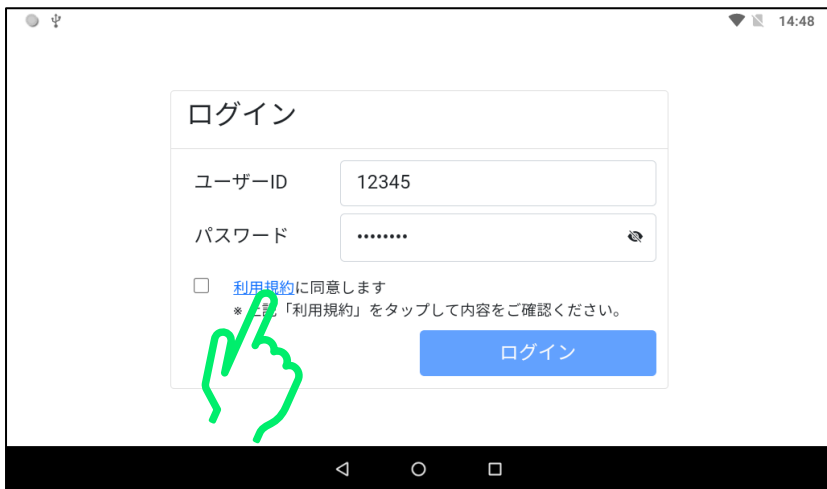 14:48
ログイン
ユーザーID
12345
パスワード
••••••••
利用規約に同意します
※上記「利用規約」をタップして内容をご確認ください。
ログイン